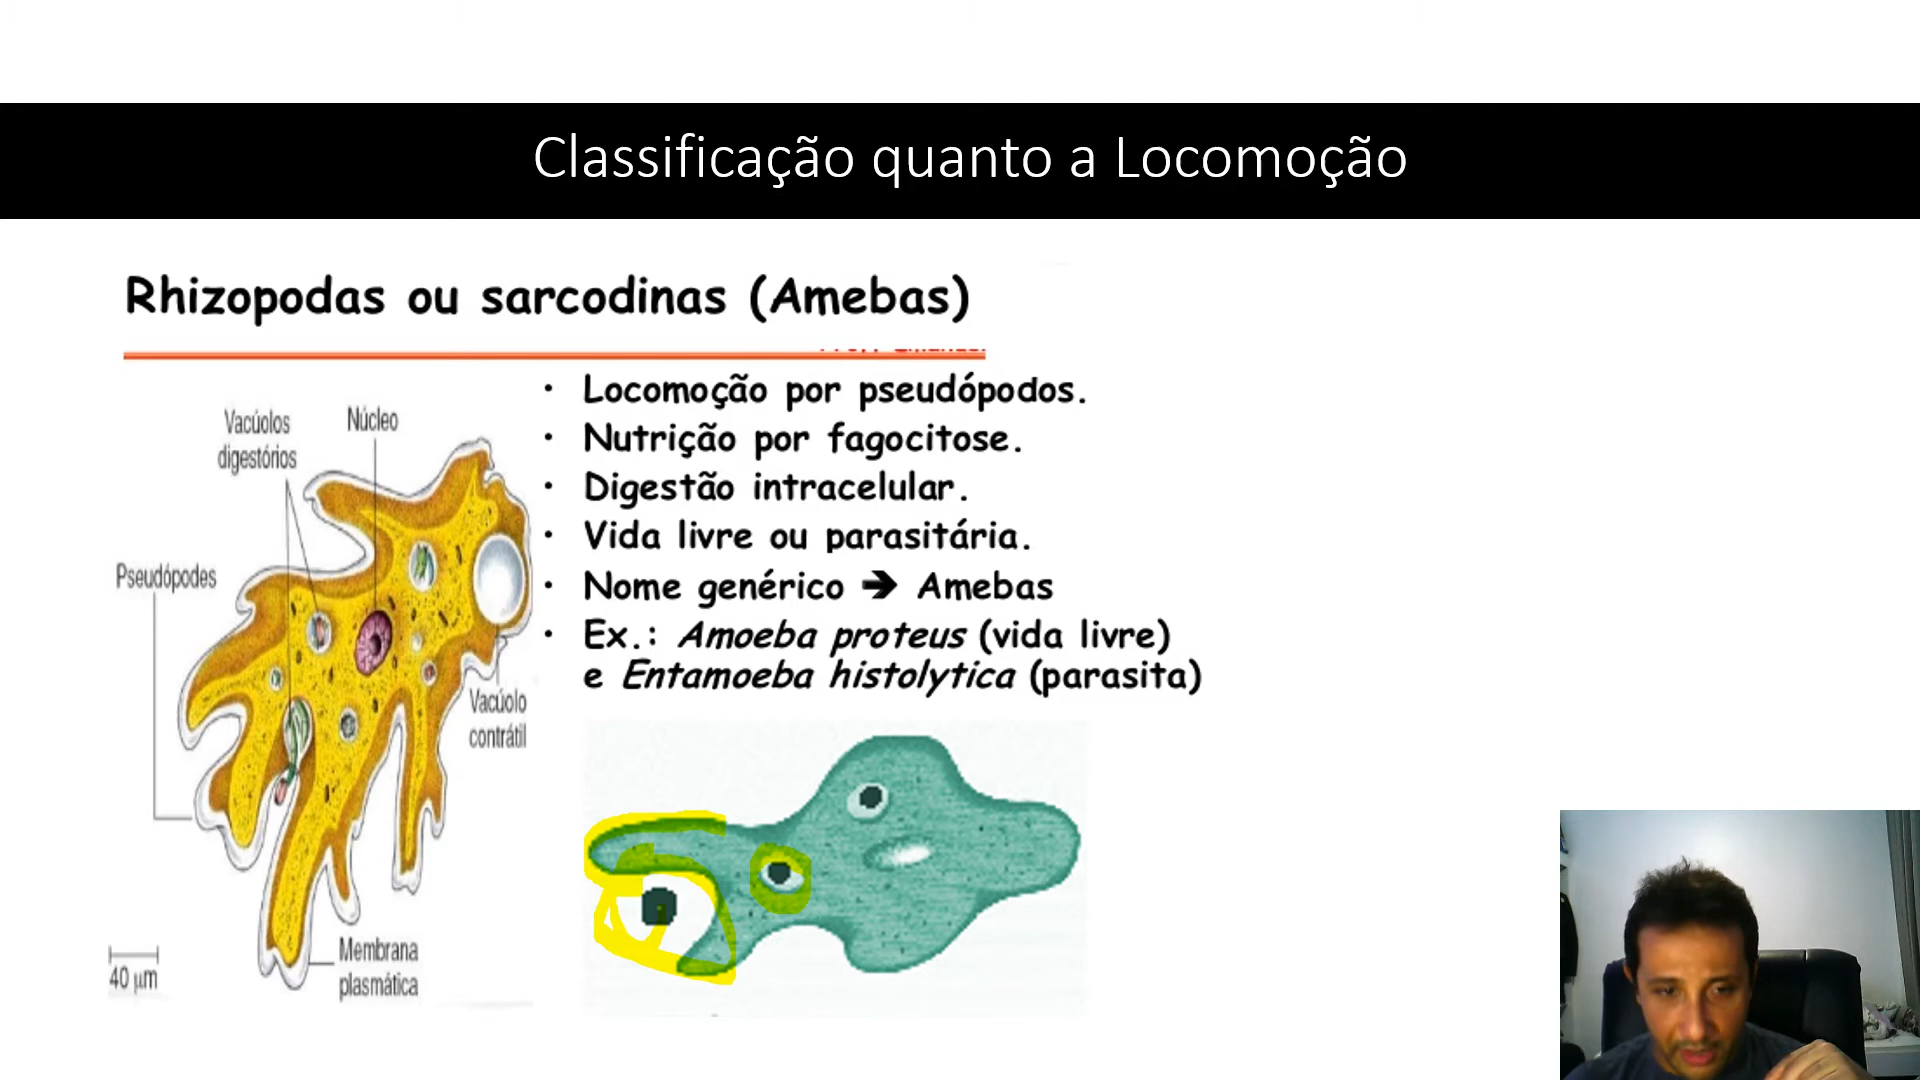 Classificação quanto a Locomoção
Rhizopodas ou sarcodinas (Amebas)
• Locomoção por pseudópodos.
• Nutrição por fagocitose.
• Digestão intracelular.
• Vida livre ou parasitária.
• Nome genérico ➔ Amebas
• Ex.: Amoeba proteus (vida livre)
e Entamoeba histolytica (parasita)
Vacúolos
digestórios
Núcleo
Pseudópodes
Vacúolo
contrátil
Membrana
plasmática
40 μm